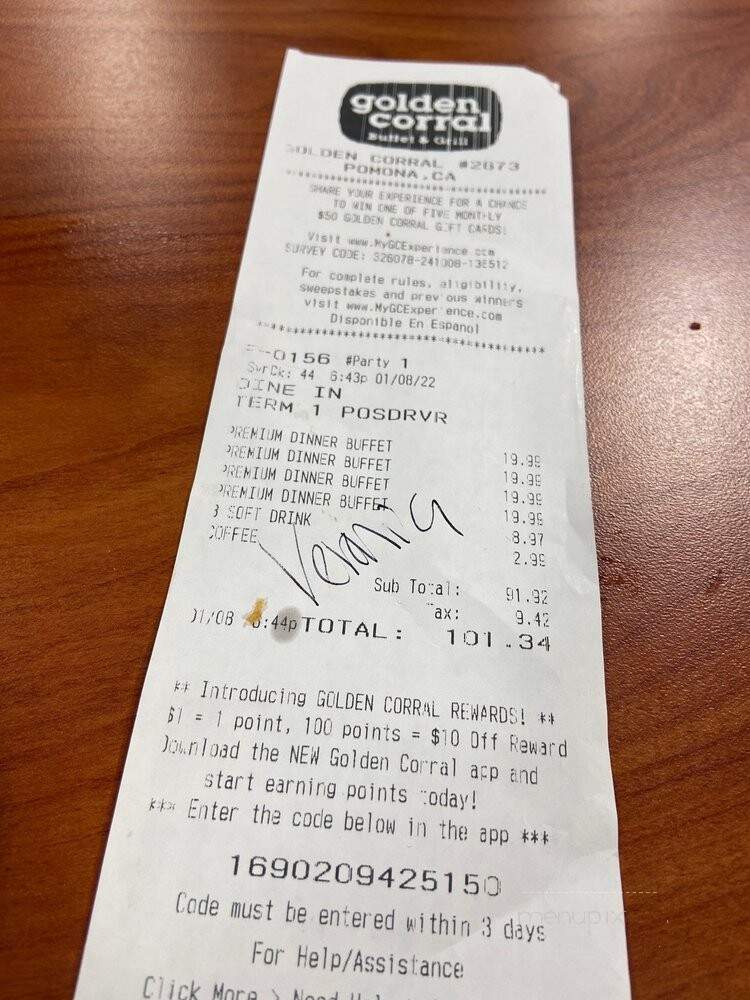 golden
corral
Buffet & Grill
GOLDEN CORRAL #2673
POMONA, CA
SHARE YOUR EXPERIENCE FOR A CHANCE
TO WIN ONE OF FIVE MONTHLY
$50 GOLDEN CORRAL GIFT CARDS!
Visit www.MyGCExperience.com
SURVEY CODE:
For complete rules, eligibility,
sweepstakes and previous winners
visit www.MyGCExperience.com
Disponible En Espanol
0156 #Party 1
SvrCk: 44 6:43p 01/08/22
DINE IN
TERM 1 POSDRVR
PREMIUM DINNER BUFFET 19.99
PREMIUM DINNER BUFFET 19.99
PREMIUM DINNER BUFFET 19.99
PREMIUM DINNER BUFFET 19.99
3 SOFT DRINK 8.97
COFFEE 2.99
Veronica
Sub Total: 91.92
Tax: 9.42
01/08 6:44p TOTAL: 101.34
** Introducing GOLDEN CORRAL REWARDS! **
$1 = 1 point, 100 points = $10 Off Reward
Download the NEW Golden Corral app and
start earning points today!
*** Enter the code below in the app ***
1690209425150
Code must be entered within 3 days
For Help/Assistance
Click More > Need
menupix